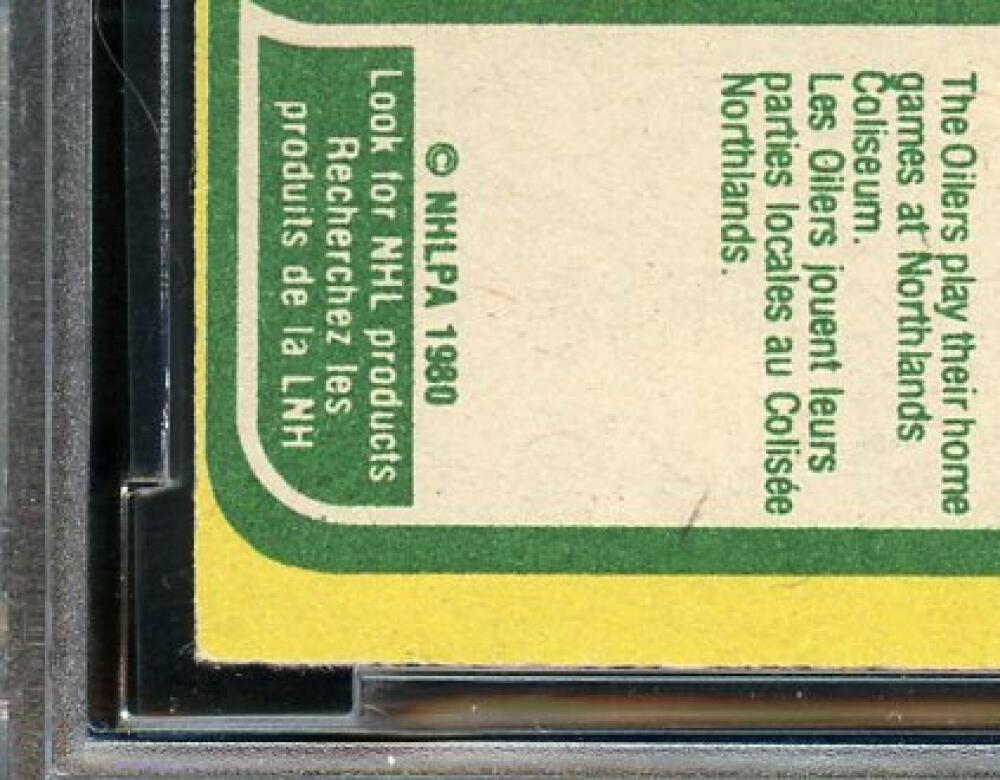 The Oilers play their home
games at Northlands
Coliseum.
Les Oilers jouent leurs
parties locales au Colisée
Northlands.
© NHLPA 1980
Look for NHL products
Recherchez les
produits de la LNH